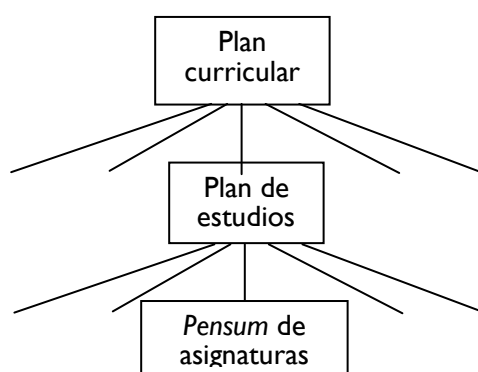 Plan
curricular
Plan de
estudios
Pensum de
asignaturas